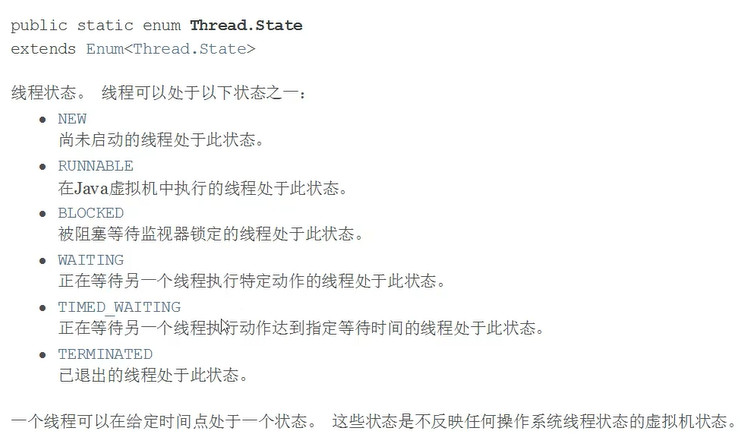 public static enum Thread.State
extends Enum<Thread.State>
线程状态。 线程可以处于以下状态之一：
● NEW
尚未启动的线程处于此状态。
● RUNNABLE
在Java虚拟机中执行的线程处于此状态。
● BLOCKED
被阻塞等待监视器锁定的线程处于此状态。
● WAITING
正在等待另一个线程执行特定动作的线程处于此状态。
● TIMED_WAITING
正在等待另一个线程执行动作达到指定等待时间的线程处于此状态。
● TERMINATED
已退出的线程处于此状态。
一个线程可以在给定时间点处于一个状态。 这些状态是不反映任何操作系统线程状态的虚拟机状态。